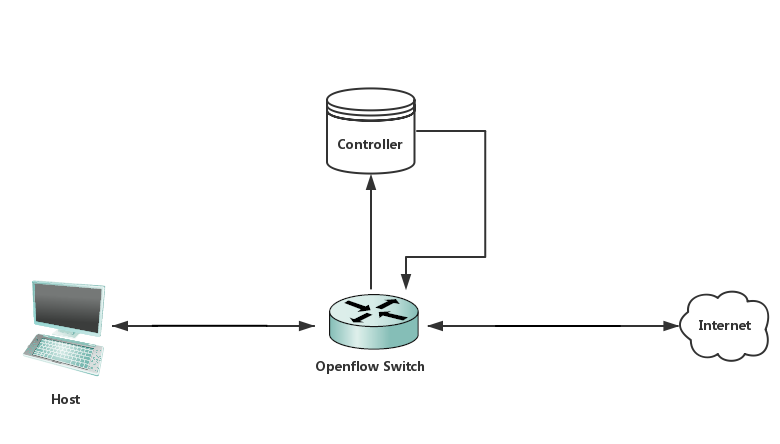 Controller
Internet
Openflow Switch
Host